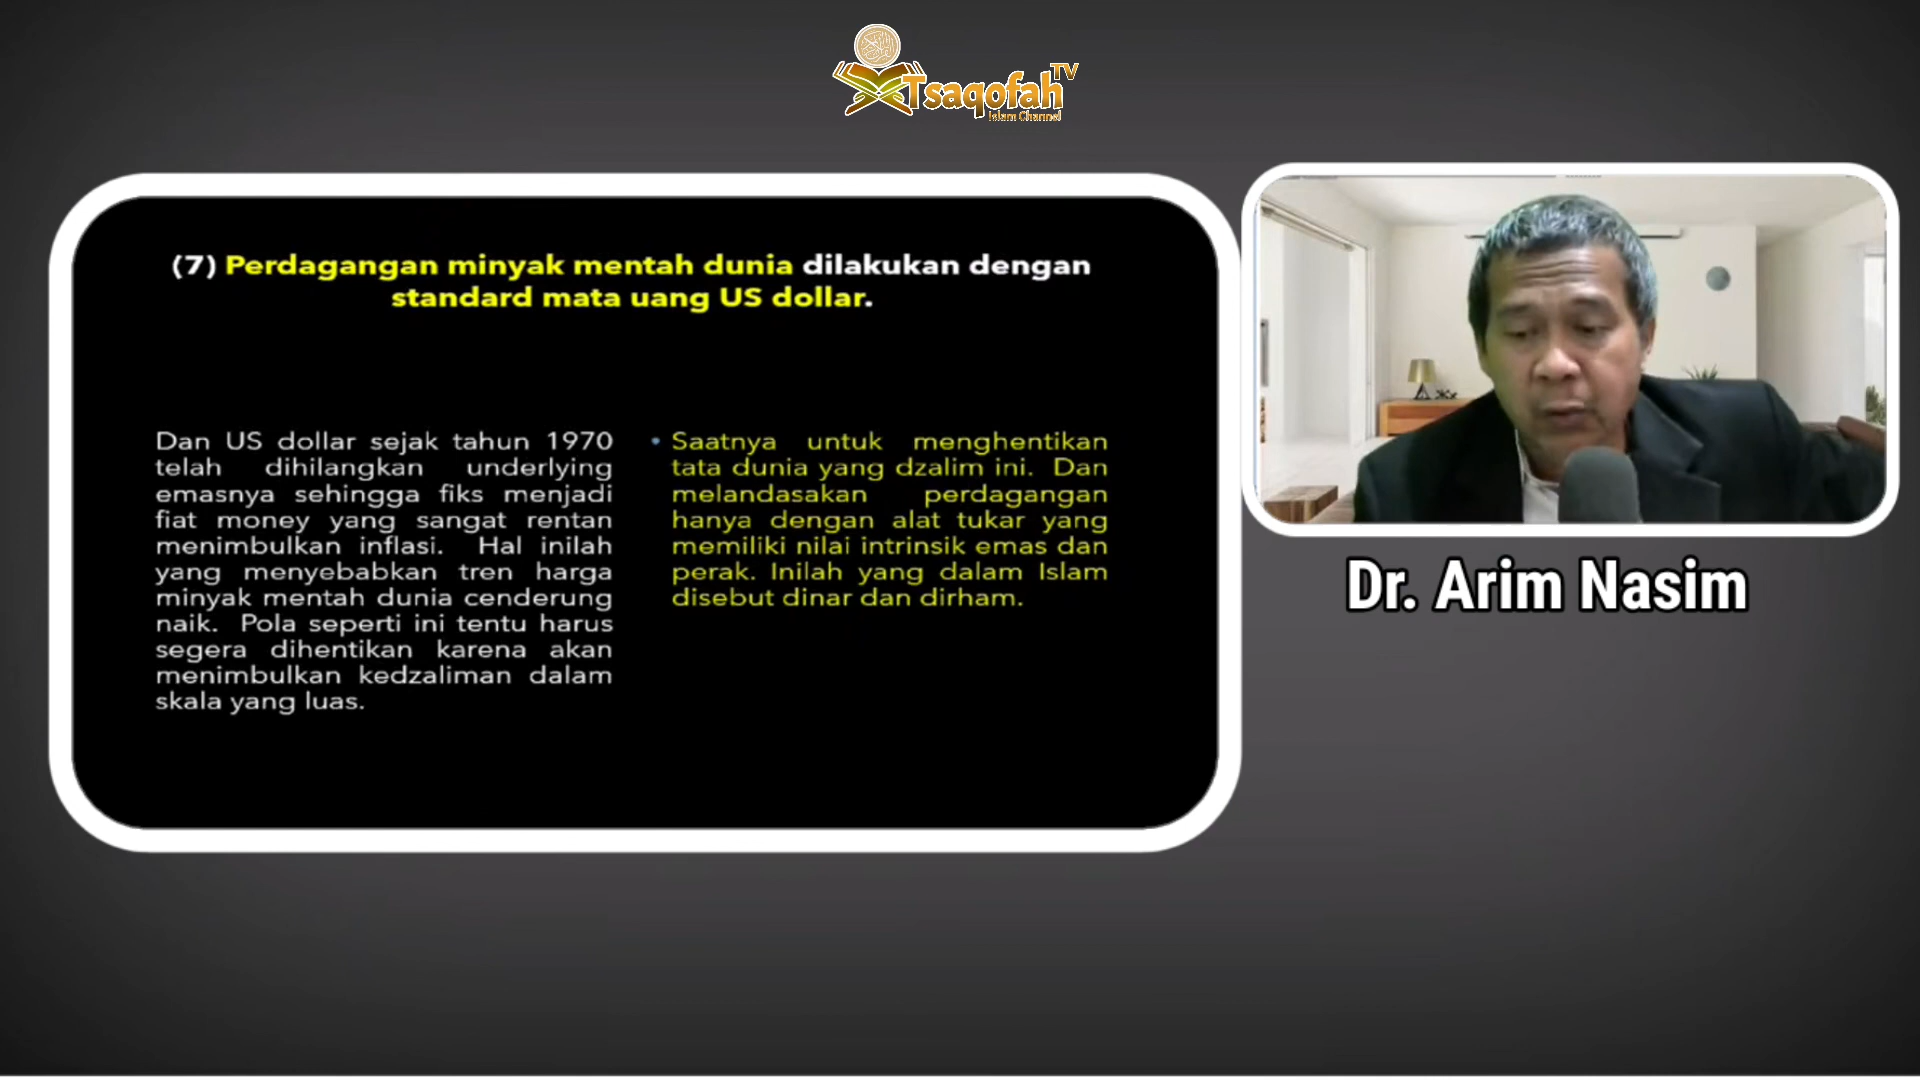 Tsaqofah TV
Islam Channel
(7) Perdagangan minyak mentah dunia dilakukan dengan
standard mata uang US dollar.
Dan US dollar sejak tahun 1970
telah dihilangkan underlying
emasnya sehingga fiks menjadi
fiat money yang sangat rentan
menimbulkan inflasi. Hal inilah
yang menyebabkan tren harga
minyak mentah dunia cenderung
naik. Pola seperti ini tentu harus
segera dihentikan karena akan
menimbulkan kedzaliman dalam
skala yang luas.
• Saatnya untuk menghentikan
tata dunia yang dzalim ini. Dan
melandasakan perdagangan
hanya dengan alat tukar yang
memiliki nilai intrinsik emas dan
perak. Inilah yang dalam Islam
disebut dinar dan dirham.
Dr. Arim Nasim